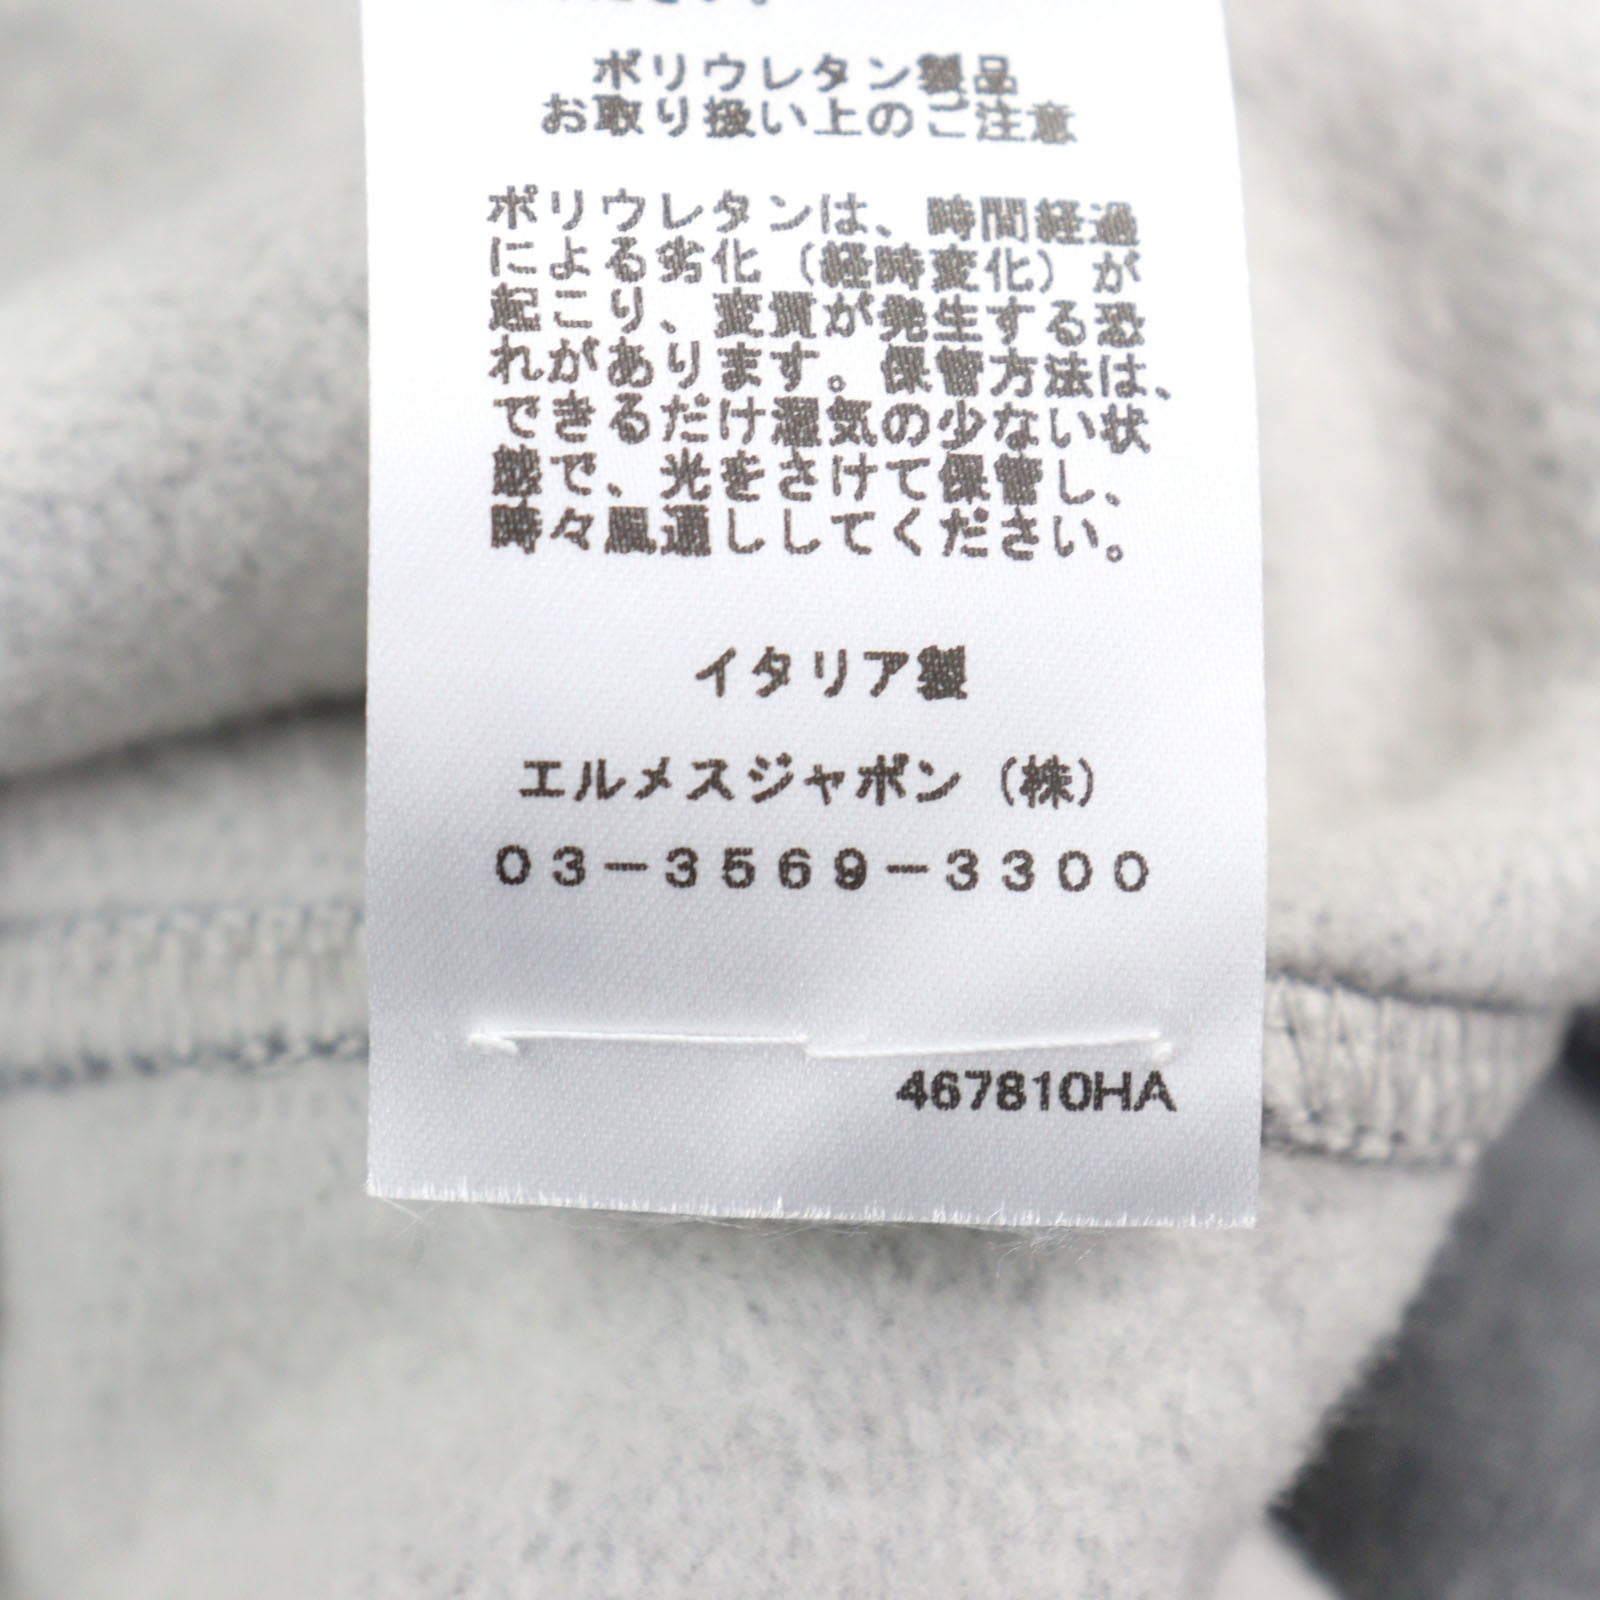 ください。
ポリウレタン製品
お取り扱い上のご注意
ポリウレタンは、時間経過
による劣化（経時変化）が
起こり、変質が発生する恐
れがあります。保管方法は、
できるだけ湿気の少ない状
態で、光をさけて保管し、
時々風通ししてください。
イタリア製
エルメスジャポン（株）
０３－３５６９－３３００
467810HA